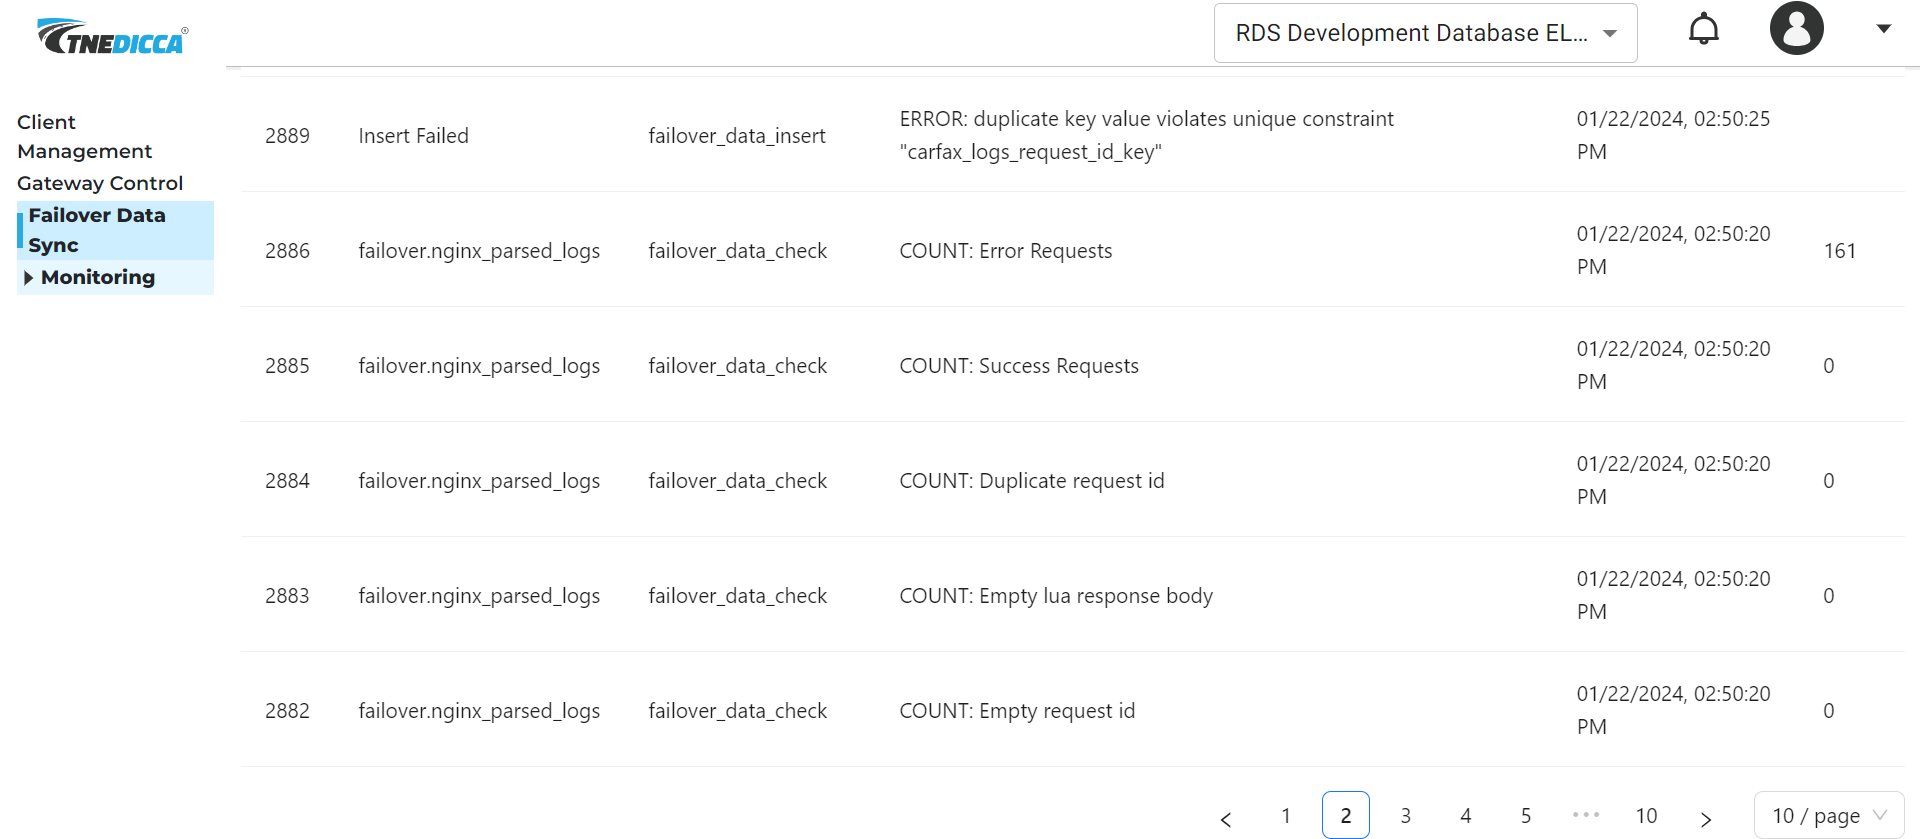 TNEDICCA®
RDS Development Database EL...
Client
Management
Gateway Control
Failover Data
Sync
Monitoring
2889 Insert Failed failover_data_insert ERROR: duplicate key value violates unique constraint 01/22/2024, 02:50:25
"carfax_logs_request_id_key" PM
2886 failover.nginx_parsed_logs failover_data_check COUNT: Error Requests 01/22/2024, 02:50:20 161
PM
2885 failover.nginx_parsed_logs failover_data_check COUNT: Success Requests 01/22/2024, 02:50:20 0
PM
2884 failover.nginx_parsed_logs failover_data_check COUNT: Duplicate request id 01/22/2024, 02:50:20 0
PM
2883 failover.nginx_parsed_logs failover_data_check COUNT: Empty lua response body 01/22/2024, 02:50:20 0
PM
2882 failover.nginx_parsed_logs failover_data_check COUNT: Empty request id 01/22/2024, 02:50:20 0
PM
< 1 2 3 4 5 ••• 10 > 10 / page